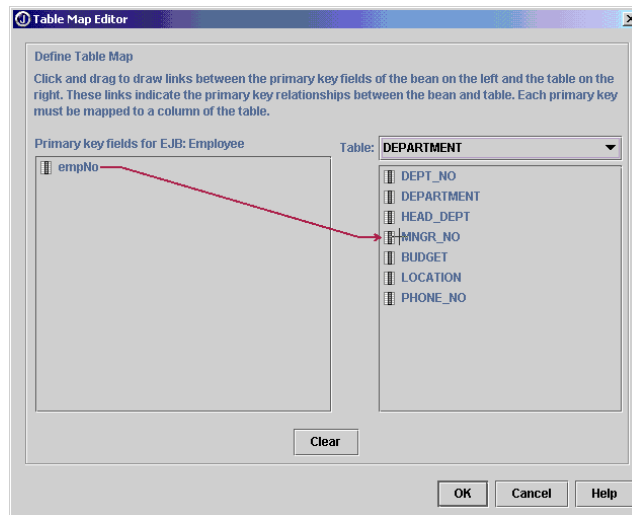 Table Map Editor
Define Table Map
Click and drag to draw links between the primary key fields of the bean on the left and the table on the
right. These links indicate the primary key relationships between the bean and table. Each primary key
must be mapped to a column of the table.
Primary key fields for EJB: Employee
Table: DEPARTMENT
empNo
DEPT_NO
DEPARTMENT
HEAD_DEPT
MNGR_NO
BUDGET
LOCATION
PHONE_NO
Clear
OK Cancel Help